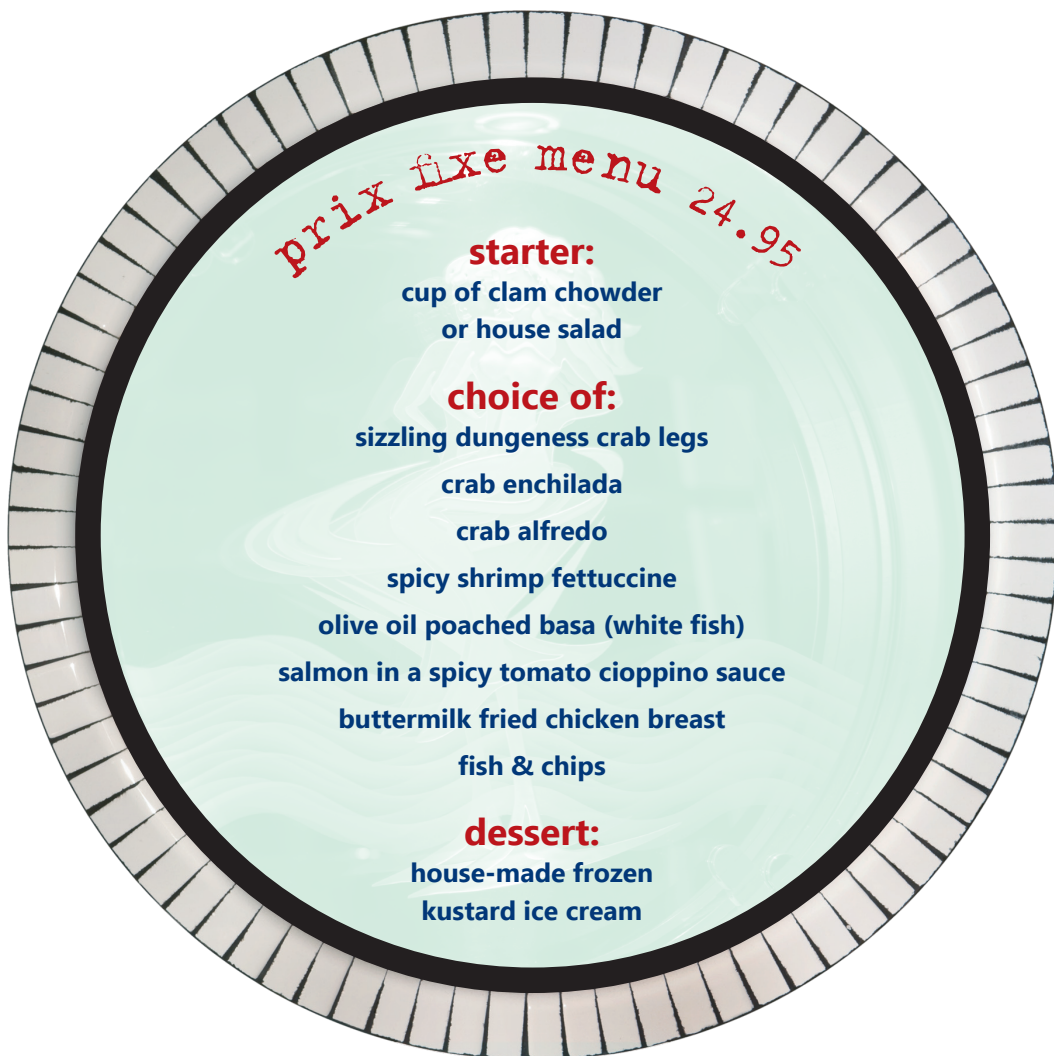 prix fixe menu 24.95
starter:
cup of clam chowder
or house salad
choice of:
sizzling dungeness crab legs
crab enchilada
crab alfredo
spicy shrimp fettuccine
olive oil poached basa (white fish)
salmon in a spicy tomato cioppino sauce
buttermilk fried chicken breast
fish & chips
dessert:
house-made frozen
kustard ice cream